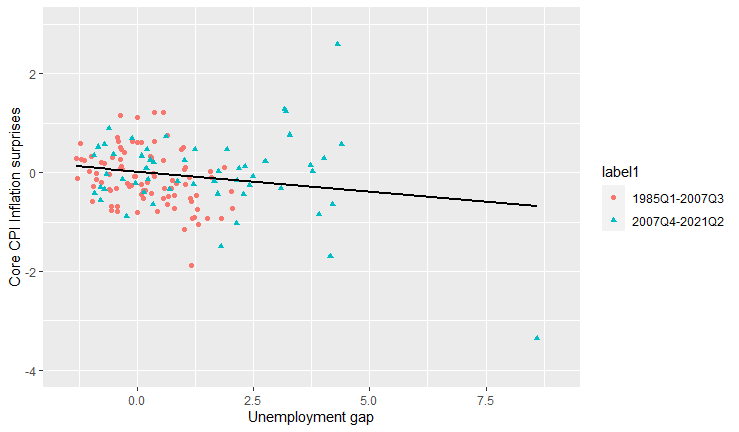 Core CPI Inflation surprises
2
0
-2
-4
0.0
2.5
5.0
7.5
Unemployment gap
label1
1985Q1-2007Q3
2007Q4-2021Q2